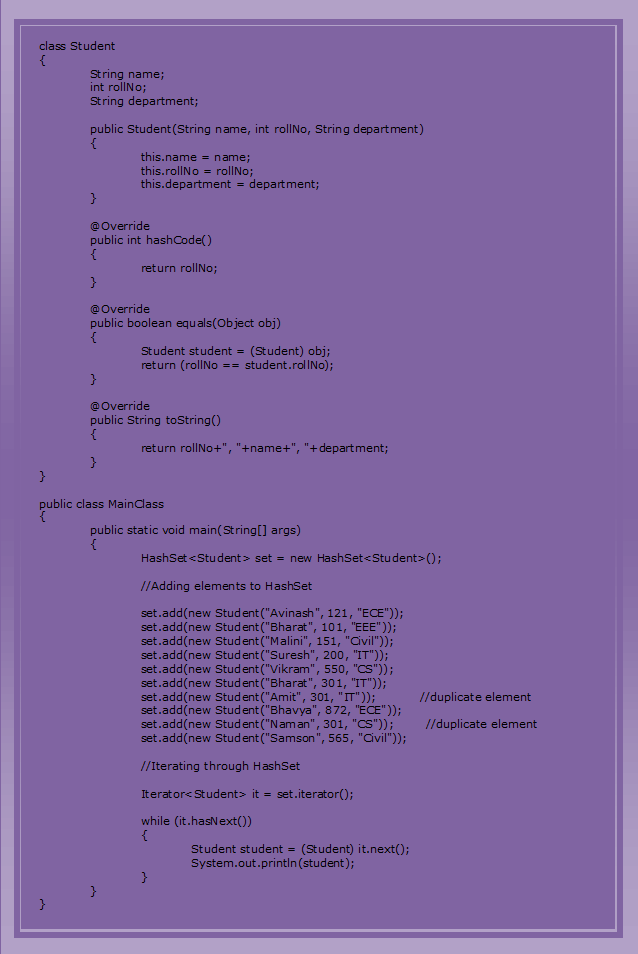 class Student
{
String name;
int rollNo;
String department;
public Student(String name, int rollNo, String department)
{
this.name = name;
this.rollNo = rollNo;
this.department = department;
}
@Override
public int hashCode()
{
return rollNo;
}
@Override
public boolean equals(Object obj)
{
Student student = (Student) obj;
return (rollNo == student.rollNo);
}
@Override
public String toString()
{
return rollNo+", "+name+", "+department;
}
}
public class MainClass
{
public static void main(String[] args)
{
HashSet<Student> set = new HashSet<Student>();
//Adding elements to HashSet
set.add(new Student("Avinash", 121, "ECE"));
set.add(new Student("Bharat", 101, "EEE"));
set.add(new Student("Malini", 151, "Civil"));
set.add(new Student("Suresh", 200, "IT"));
set.add(new Student("Vikram", 550, "CS"));
set.add(new Student("Bharat", 301, "IT"));
set.add(new Student("Amit", 301, "IT")); //duplicate element
set.add(new Student("Bhavya", 872, "ECE"));
set.add(new Student("Naman", 301, "CS")); //duplicate element
set.add(new Student("Samson", 565, "Civil"));
//Iterating through HashSet
Iterator<Student> it = set.iterator();
while (it.hasNext())
{
Student student = (Student) it.next();
System.out.println(student);
}
}
}